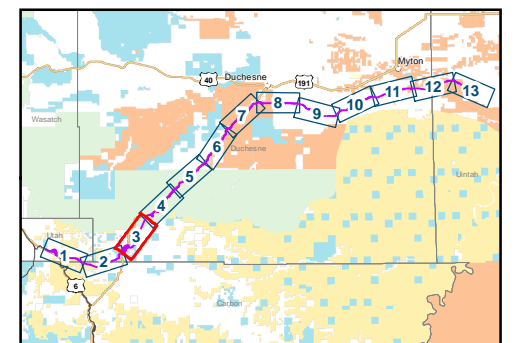 Myton
40
Duchesne
191
13
12
11
10
8
9
7
Wasatch
6
Duchesne
5
Uintah
4
3
Utah
1
2
6
Carbon